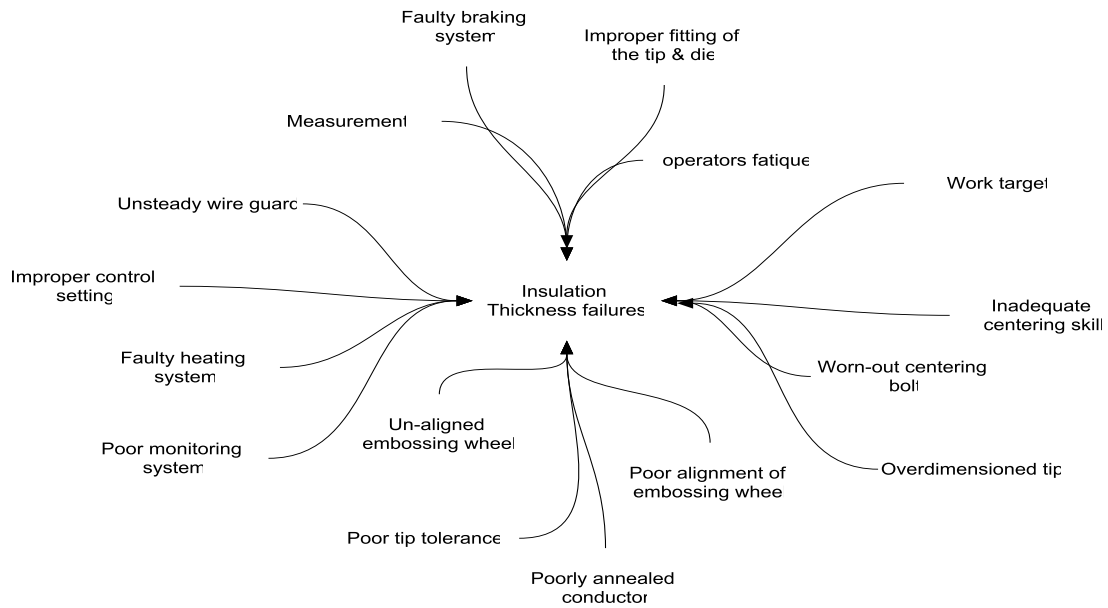 Faulty braking
system
Improper fitting of
the tip & die
Measurement
operators fatique
Work target
Unsteady wire guard
Improper control
setting
Insulation
Thickness failures
Inadequate
centering skill
Faulty heating
system
Worn-out centering
bolt
Un-aligned
embossing wheel
Poor monitoring
system
Poor alignment of
embossing whee
Overdimensioned tip
Poor tip tolerance
Poorly annealed
conductor